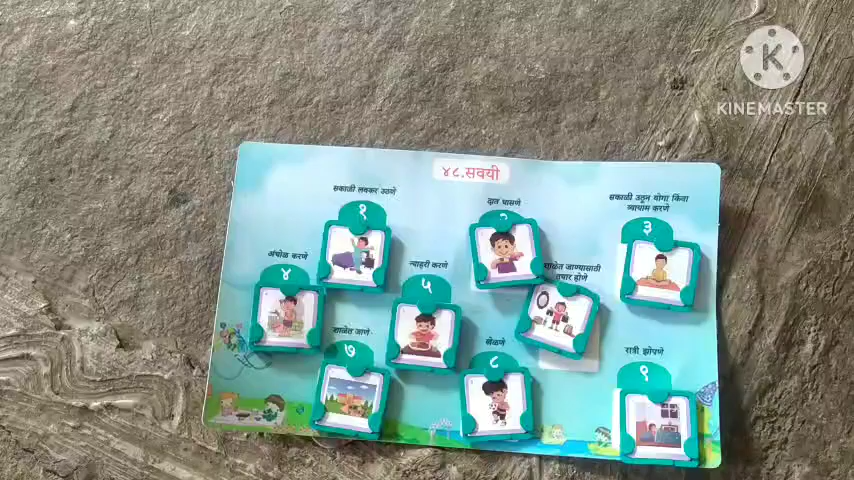 K
KINEMASTER
४८.सवयी
सकाळी लवकर उठणे
१
दात घासणे
सकाळी उठून योगा किंवा
व्यायाम करणे
३
अंघोळ करणे
४
न्याहरी करणे
५
शाळेत जाण्यासाठी
तयार होणे
शाळेत जाणे
७
खेळणे
८
रात्री झोपणे
९